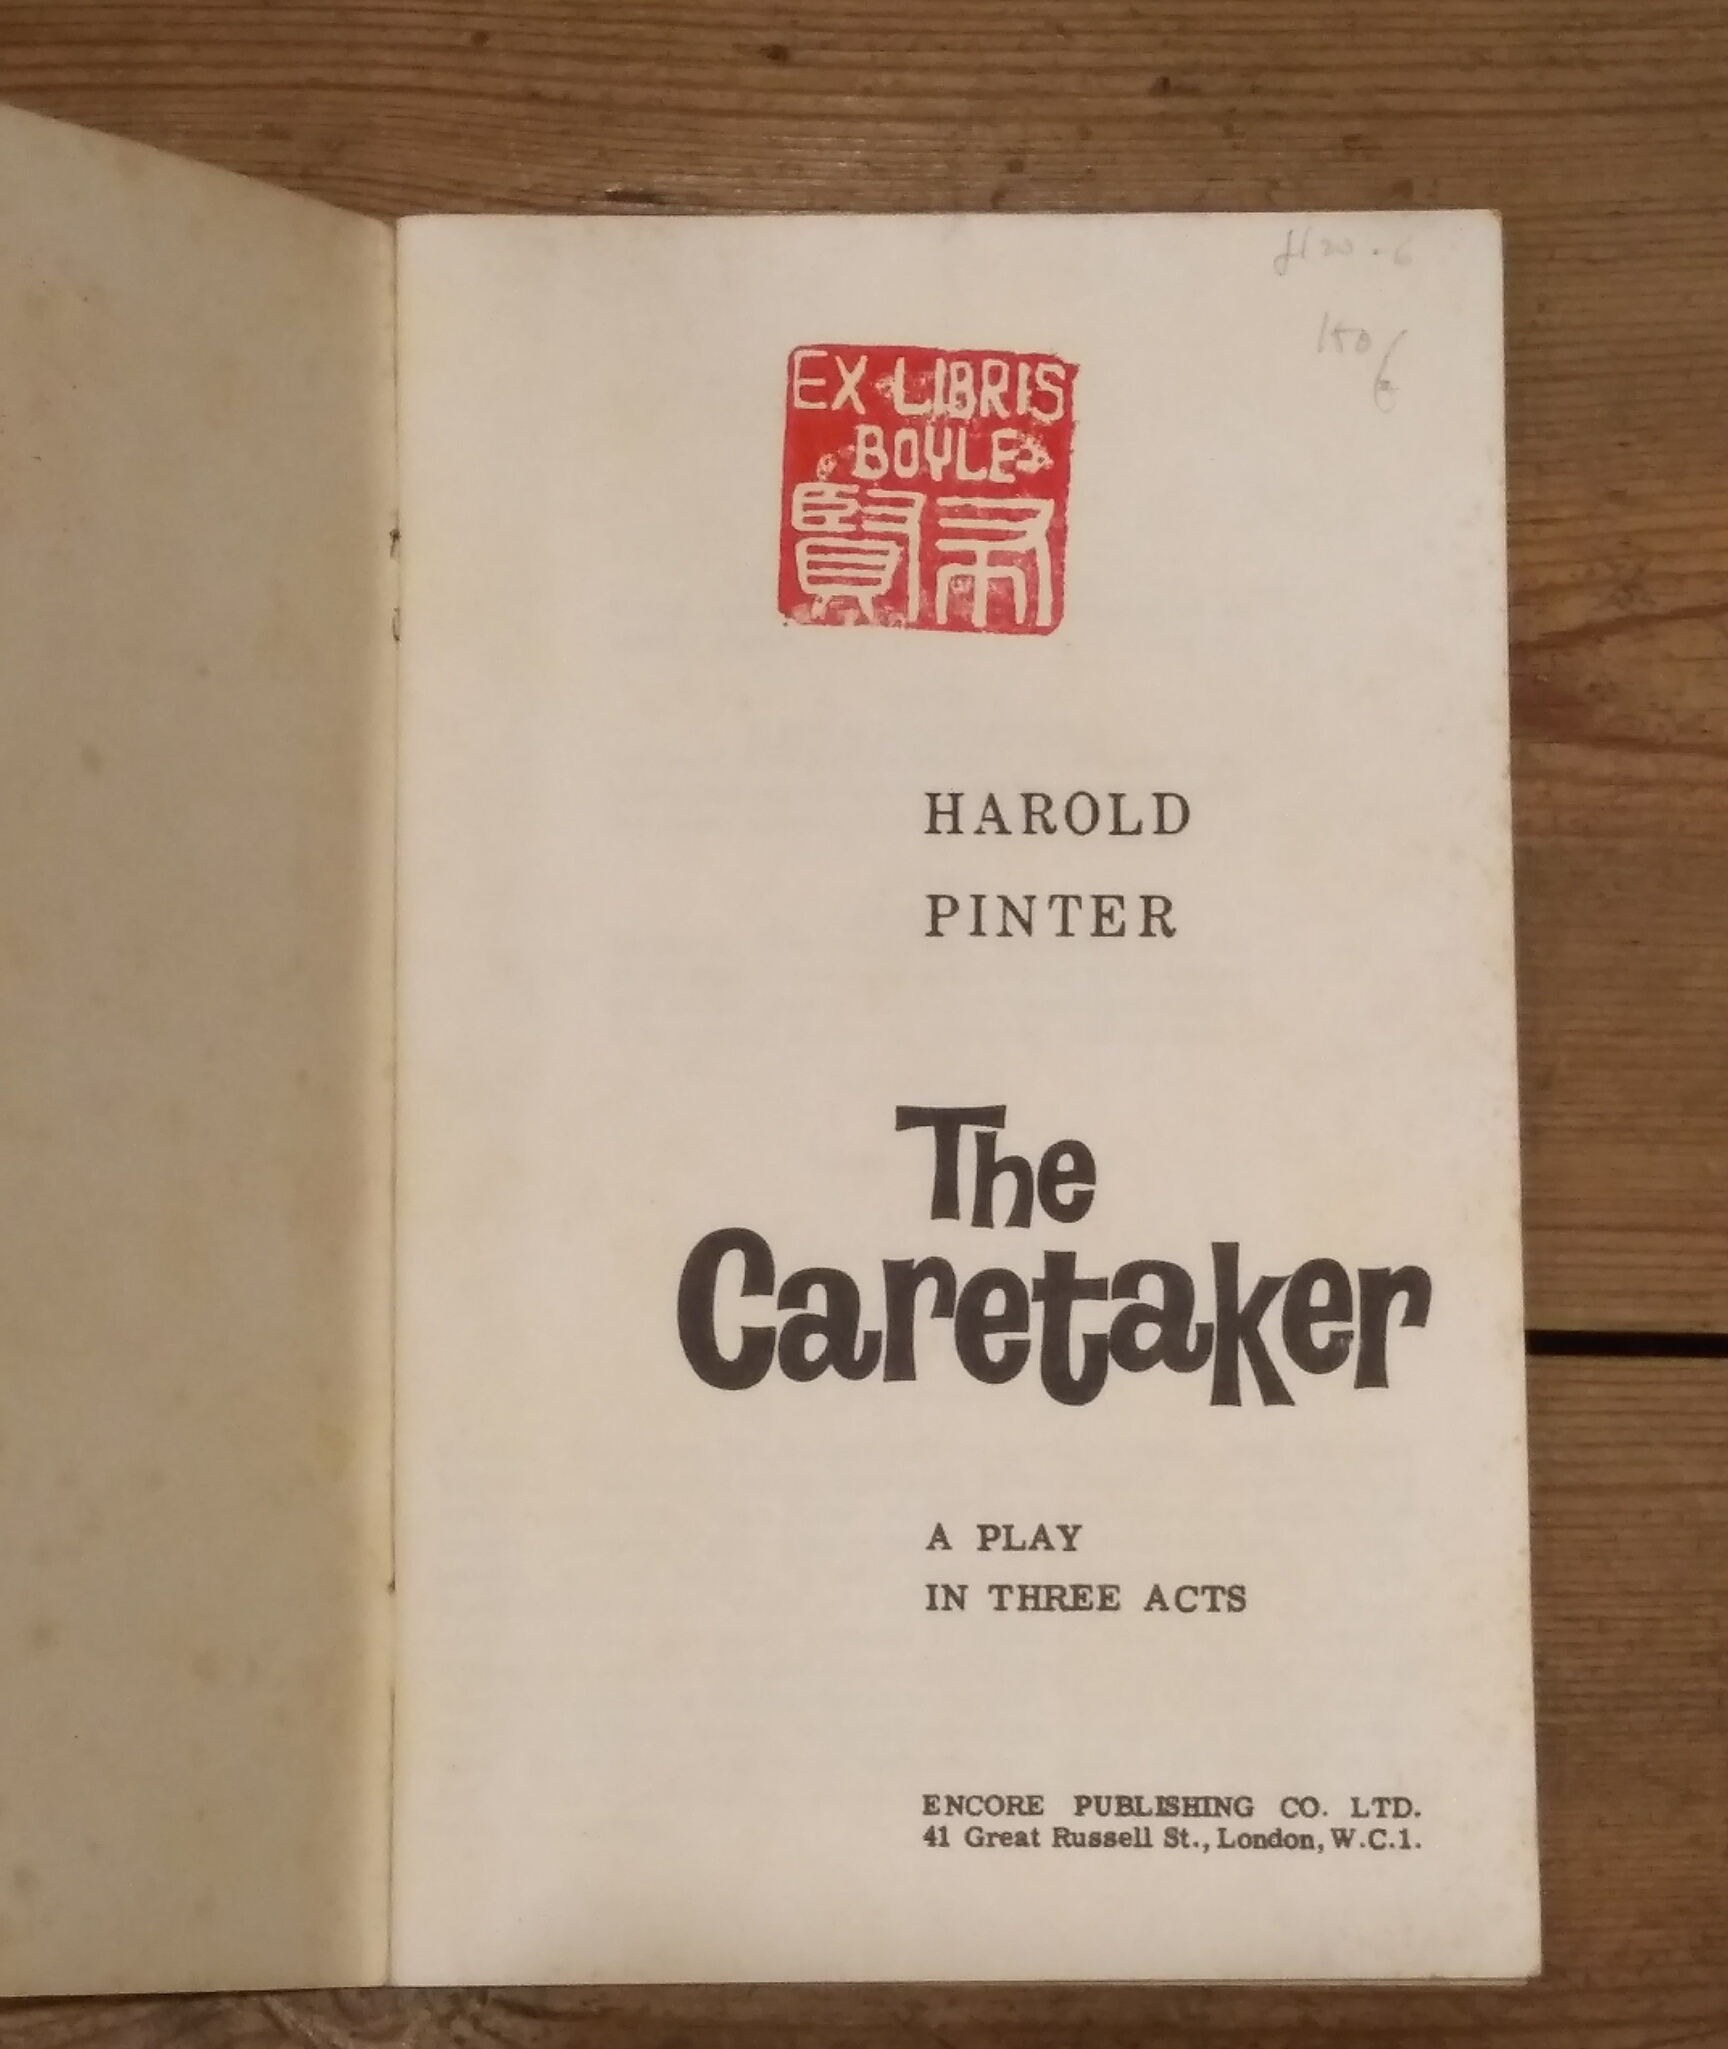 EX LIBRIS
BOYLE
賢
HAROLD
PINTER
The
Caretaker
A PLAY
IN THREE ACTS
ENCORE PUBLISHING CO. LTD.
41 Great Russell St., London, W.C.1.